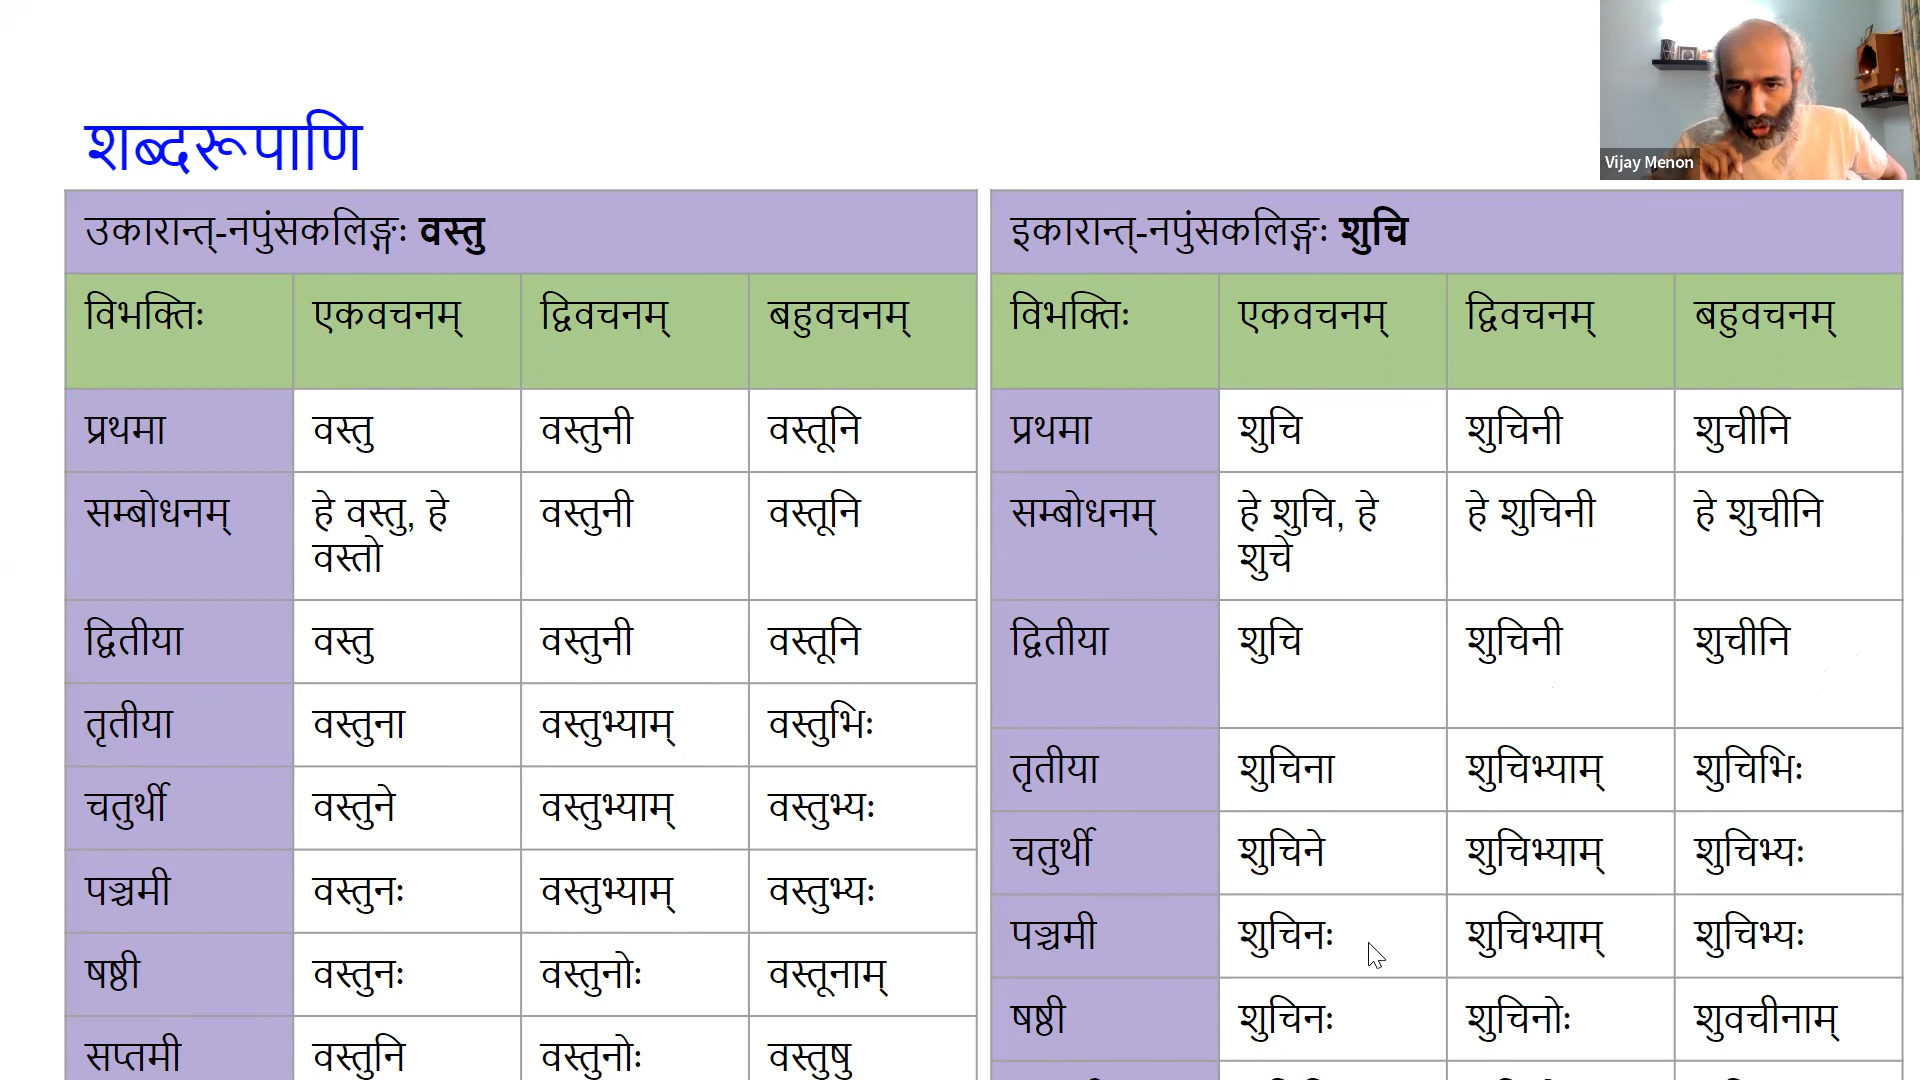 Vijay Menon
शब्दरूपाणि
उकारान्त्-नपुंसकलिङ्गः वस्तु
विभक्तिः एकवचनम् द्विवचनम् बहुवचनम्
प्रथमा वस्तु वस्तुनी वस्तूनि
सम्बोधनम् हे वस्तु, हे वस्तुनी वस्तूनि
वस्तो
द्वितीया वस्तु वस्तुनी वस्तूनि
तृतीया वस्तुना वस्तुभ्याम् वस्तुभिः
चतुर्थी वस्तुने वस्तुभ्याम् वस्तुभ्यः
पञ्चमी वस्तुनः वस्तुभ्याम् वस्तुभ्यः
षष्ठी वस्तुनः वस्तुनोः वस्तूनाम्
सप्तमी वस्तुनि वस्तुनोः वस्तुषु
इकारान्त्-नपुंसकलिङ्गः शुचि
विभक्तिः एकवचनम् द्विवचनम् बहुवचनम्
प्रथमा शुचि शुचिनी शुचीनि
सम्बोधनम् हे शुचि, हे हे शुचिनी हे शुचीनि
शुचे
द्वितीया शुचि शुचिनी शुचीनि
तृतीया शुचिना शुचिभ्याम् शुचिभिः
चतुर्थी शुचिने शुचिभ्याम् शुचिभ्यः
पञ्चमी शुचिनः शुचिभ्याम् शुचिभ्यः
षष्ठी शुचिनः शुचिनोः शुवचीनाम्